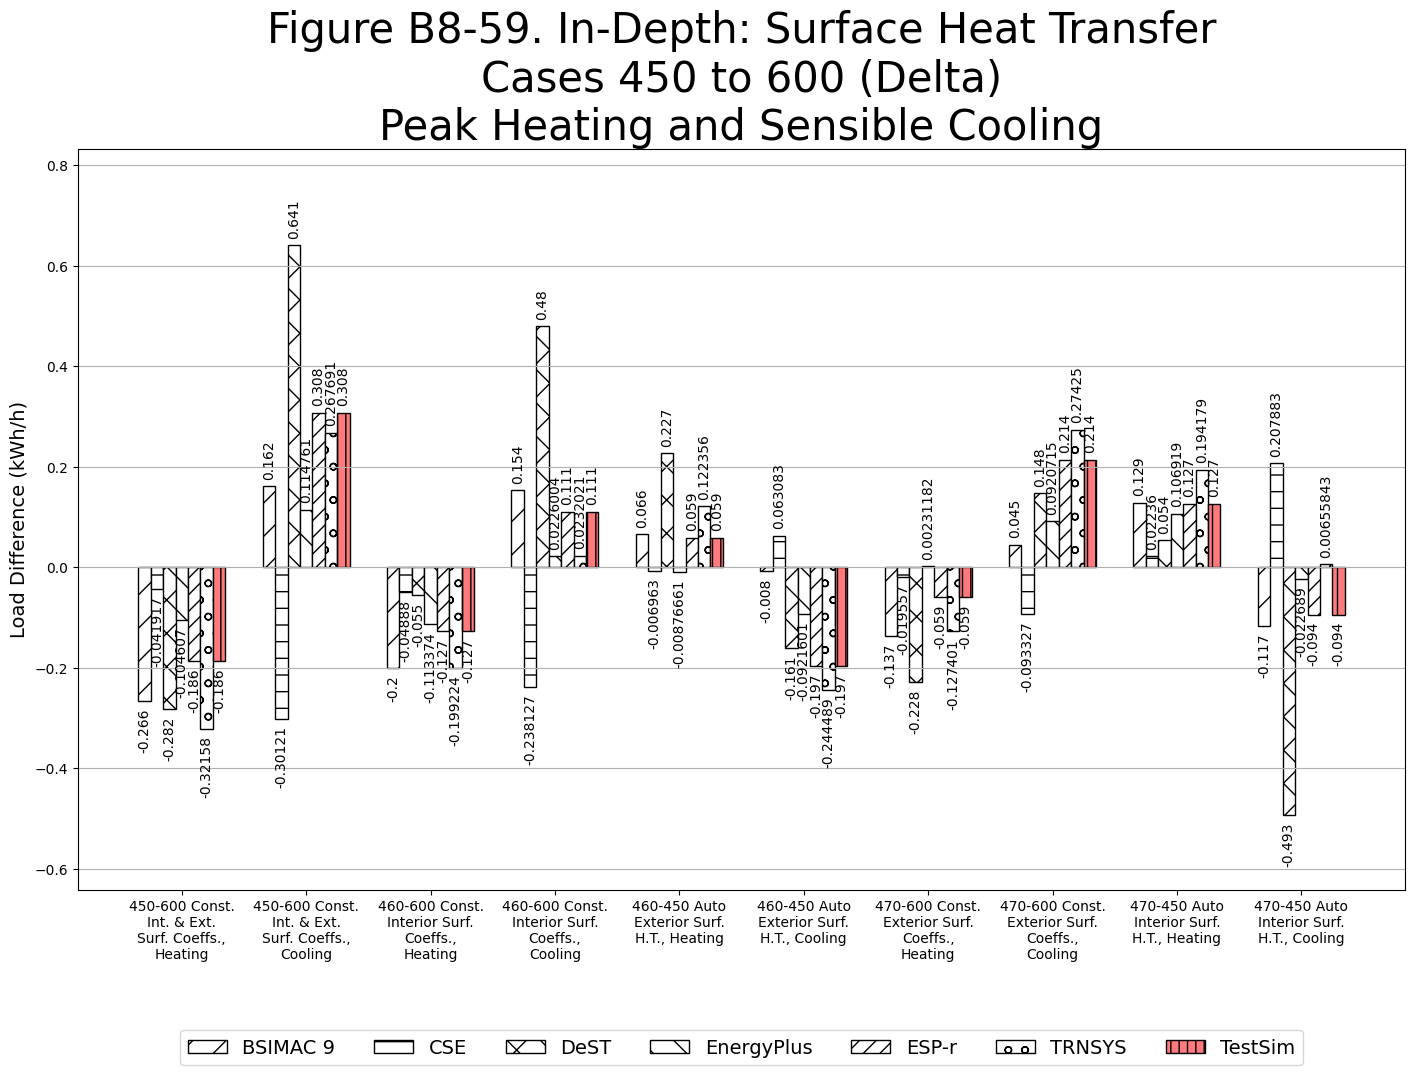 Figure B8-59. In-Depth: Surface Heat Transfer
Cases 450 to 600 (Delta)
Peak Heating and Sensible Cooling
Load Difference (kWh/h)
0.8
0.6
0.4
0.2
0.0
−0.2
−0.4
−0.6
-0.266
-0.041917
-0.282
-0.104607
-0.186
-0.32158
-0.186
0.162
-0.30121
0.641
0.114761
0.308
0.267691
0.308
-0.2
-0.04888
-0.055
-0.113374
-0.127
-0.199224
-0.127
0.154
-0.238127
0.48
0.0226004
0.111
0.0232021
0.111
0.066
-0.006963
0.227
-0.00876661
0.059
0.122356
0.059
-0.008
0.063083
-0.161
-0.0921601
-0.197
-0.244489
-0.197
-0.137
-0.019557
-0.228
0.00231182
-0.059
-0.127401
-0.059
0.045
-0.093327
0.148
0.0920715
0.214
0.27425
0.214
0.129
0.02236
0.054
0.106919
0.127
0.194179
0.127
-0.117
0.207883
-0.493
-0.022689
-0.094
0.00655843
-0.094
450-600 Const.
Int. & Ext.
Surf. Coeffs.,
Heating
450-600 Const.
Int. & Ext.
Surf. Coeffs.,
Cooling
460-600 Const.
Interior Surf.
Coeffs.,
Heating
460-600 Const.
Interior Surf.
Coeffs.,
Cooling
460-450 Auto
Exterior Surf.
H.T., Heating
460-450 Auto
Exterior Surf.
H.T., Cooling
470-600 Const.
Exterior Surf.
Coeffs.,
Heating
470-600 Const.
Exterior Surf.
Coeffs.,
Cooling
470-450 Auto
Interior Surf.
H.T., Heating
470-450 Auto
Interior Surf.
H.T., Cooling
BSIMAC 9
CSE
DeST
EnergyPlus
ESP-r
TRNSYS
TestSim